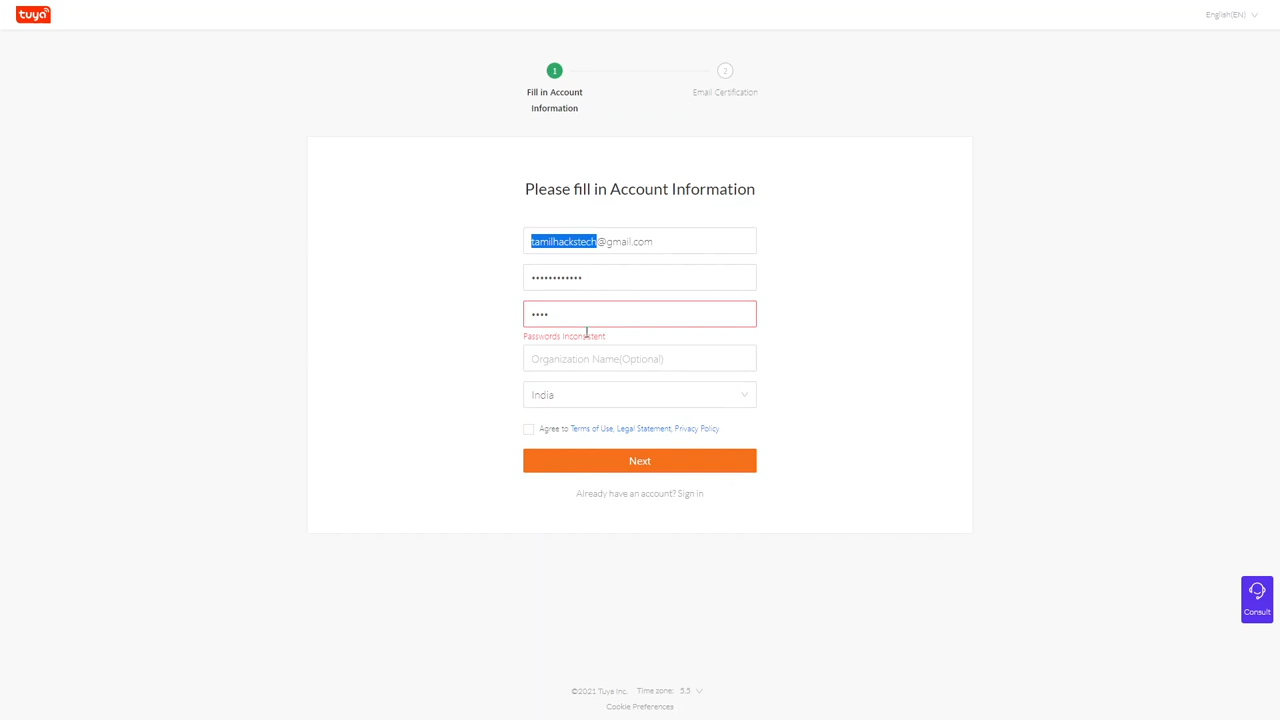 tuya
English(EN)
1
2
Fill in Account
Information
Email Certification
Please fill in Account Information
tamilhackstech@gmail.com
••••••••••••
••••
Passwords Inconsistent
Organization Name(Optional)
India
Agree to Terms of Use, Legal Statement, Privacy Policy
Next
Already have an account? Sign in
Consult
©2021 Tuya Inc. Time zone: 5.5
Cookie Preferences